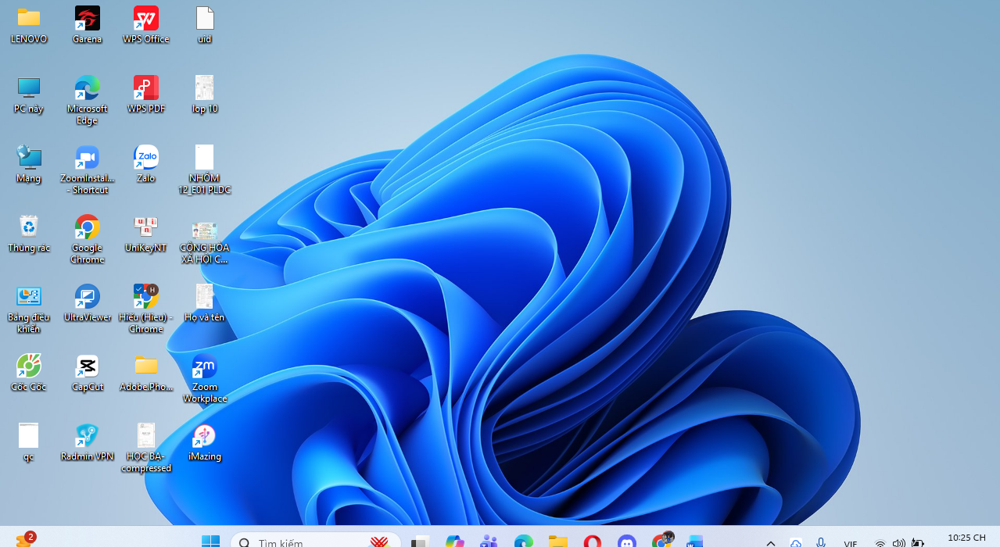 LENOVO
Garena
WPS Office
uid
PC này
Microsoft
Edge
WPS PDF
lop 10
Mạng
ZoomInstal...
- Shortcut
Zalo
Zalo
NHÓM
12_E01 PLDC
Thùng rác
Google
Chrome
UniKeyNT
CỘNG HÒA
XÃ HỘI C...
Bảng điều
khiển
UltraViewer
H
Hiếu (Hieu) -
Chrome
Họ và tên
Cốc Cốc
CapCut
Adobe.Pho...
zm
Zoom
Workplace
qc
Radmin VPN
HỌC BẠ-
compressed
iMazing
2
Tìm kiếm
VIE
10:25 CH